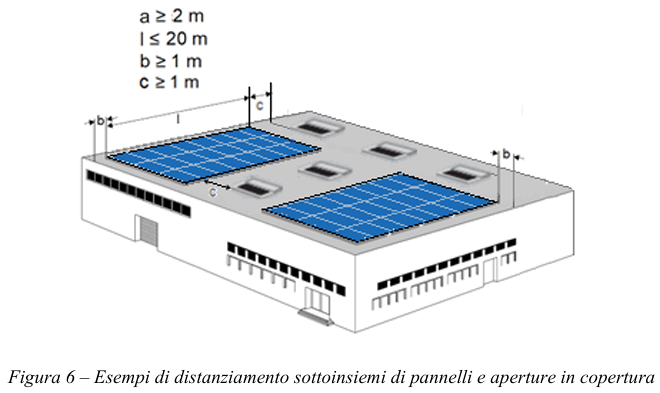 a ≥ 2 m
l ≤ 20 m
b ≥ 1 m
c ≥ 1 m
c
l
b
b
c
Figura 6 – Esempi di distanziamento sottoinsiemi di pannelli e aperture in copertura